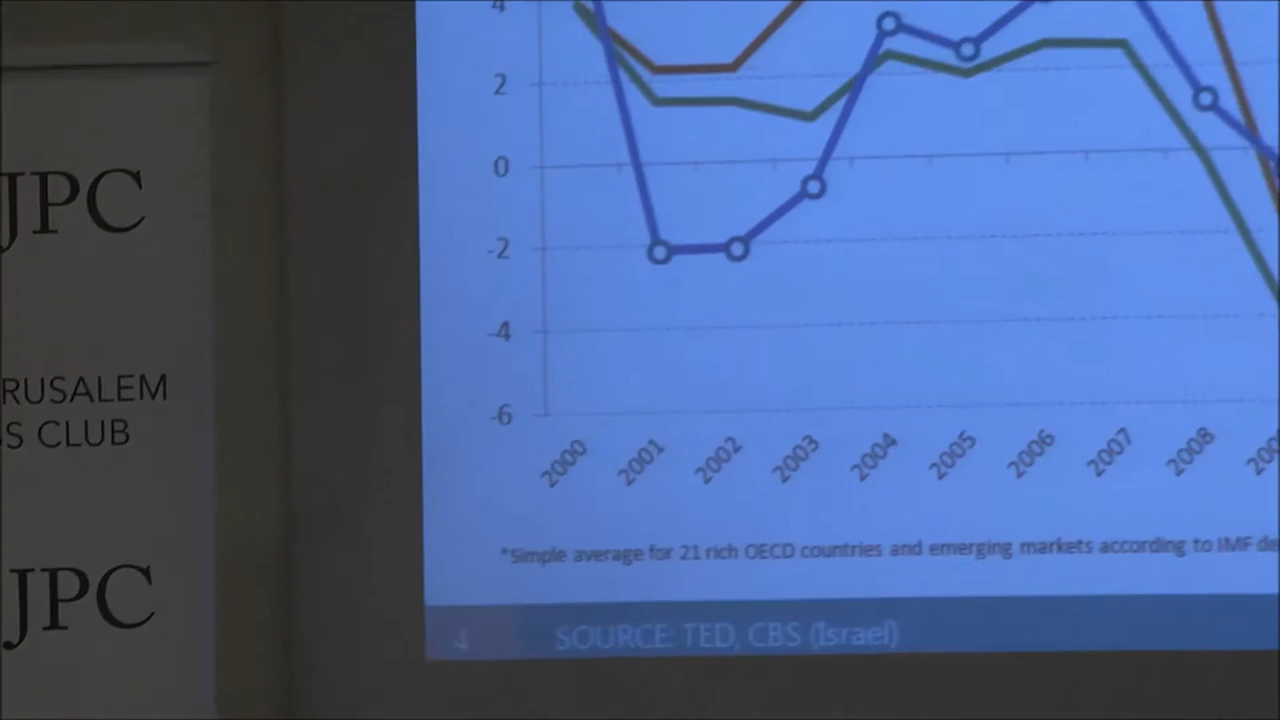 JPC
RUSALEM
S CLUB
JPC
4
2
0
-2
-4
-6
2000
2001
2002
2003
2004
2005
2006
2007
2008
*Simple average for 21 rich OECD countries and emerging markets according to IMF
4
SOURCE: TED, CBS (Israel)